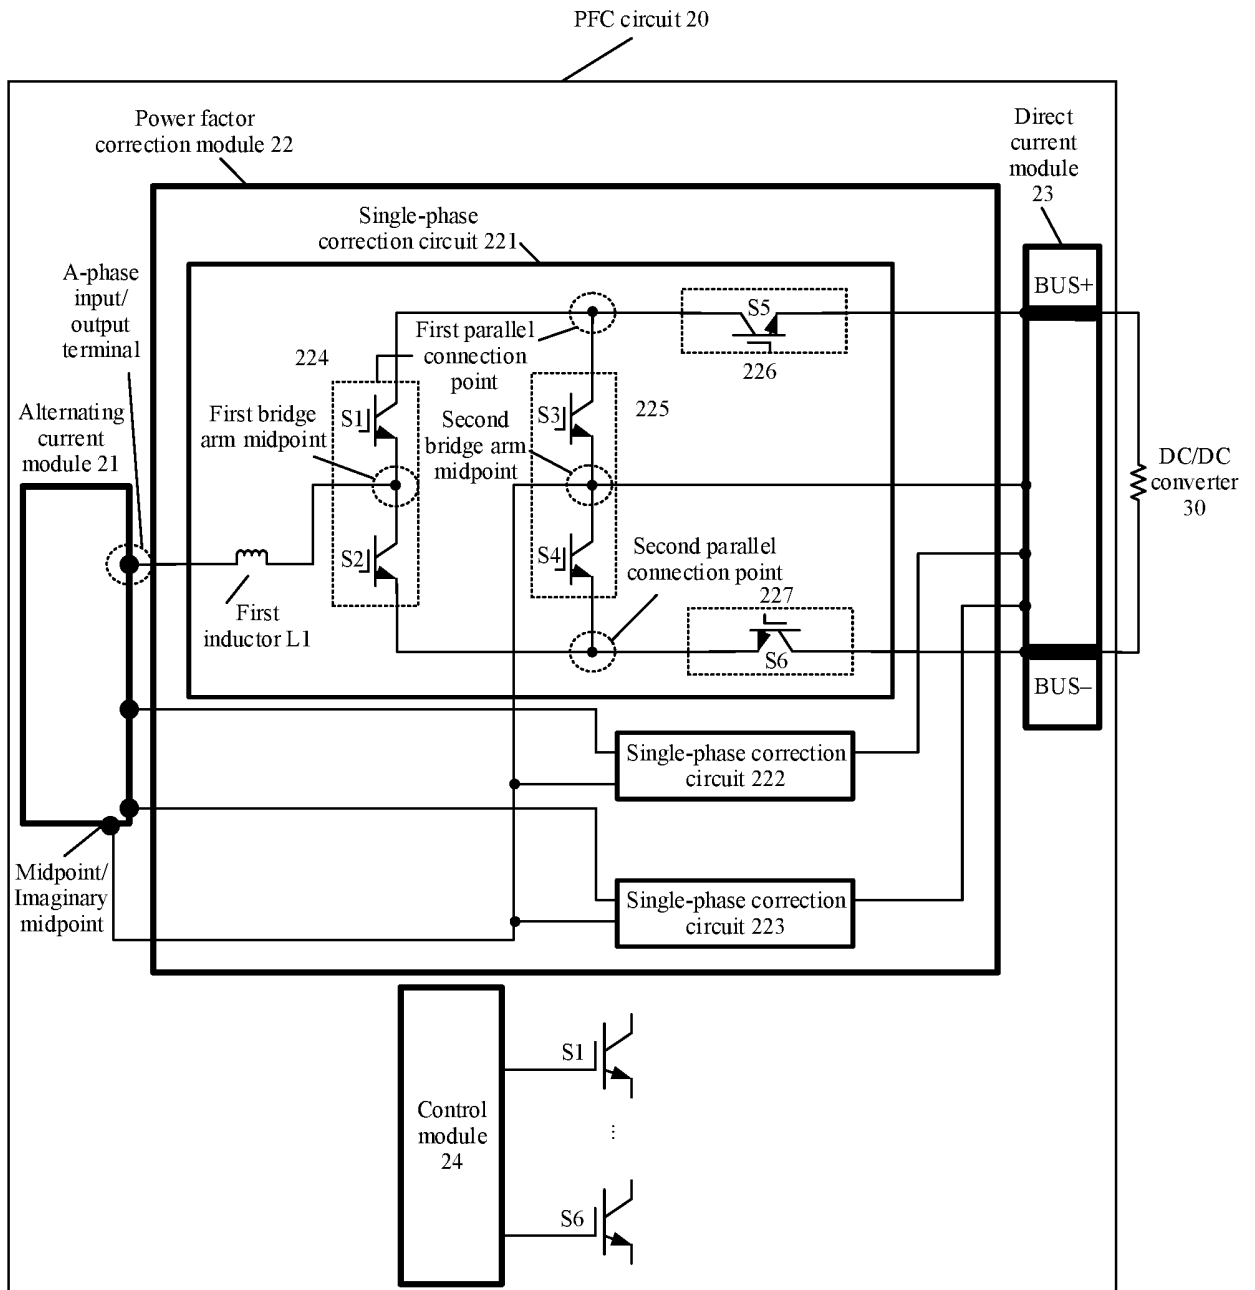 PFC circuit 20
Power factor
correction module 22
Direct
current
module
23
Single-phase
correction circuit 221
A-phase
input/
output
terminal
BUS+
S5
First parallel
connection
point
224
226
S1
S3
225
First bridge
arm midpoint
Second
bridge arm
midpoint
Alternating
current
module 21
DC/DC
converter
30
S2
S4
Second parallel
connection point
227
First
inductor L1
S6
BUS–
Single-phase correction
circuit 222
Midpoint/
Imaginary
midpoint
Single-phase correction
circuit 223
S1
Control
module
24
...
S6